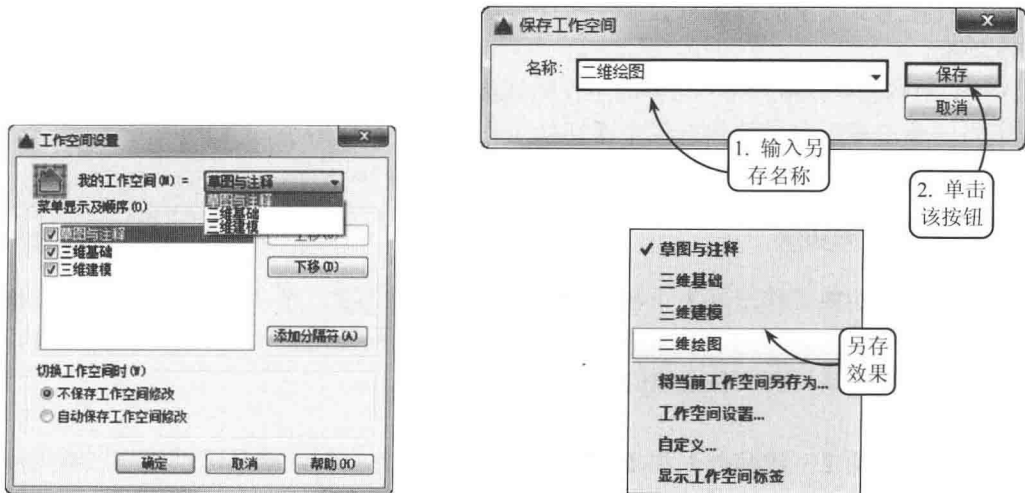 工作空间设置
我的工作空间(M) = 草图与注释
草图与注释
三维基础
三维建模
菜单显示及顺序(O)
草图与注释
三维基础
三维建模
下移(D)
添加分隔符(A)
切换工作空间时(W)
不保存工作空间修改
自动保存工作空间修改
确定 取消 帮助(H)
保存工作空间
名称: 二维绘图
保存
取消
1. 输入另
存名称
2. 单击
该按钮
草图与注释
三维基础
三维建模
二维绘图
将当前工作空间另存为...
工作空间设置...
自定义...
显示工作空间标签
另存
效果